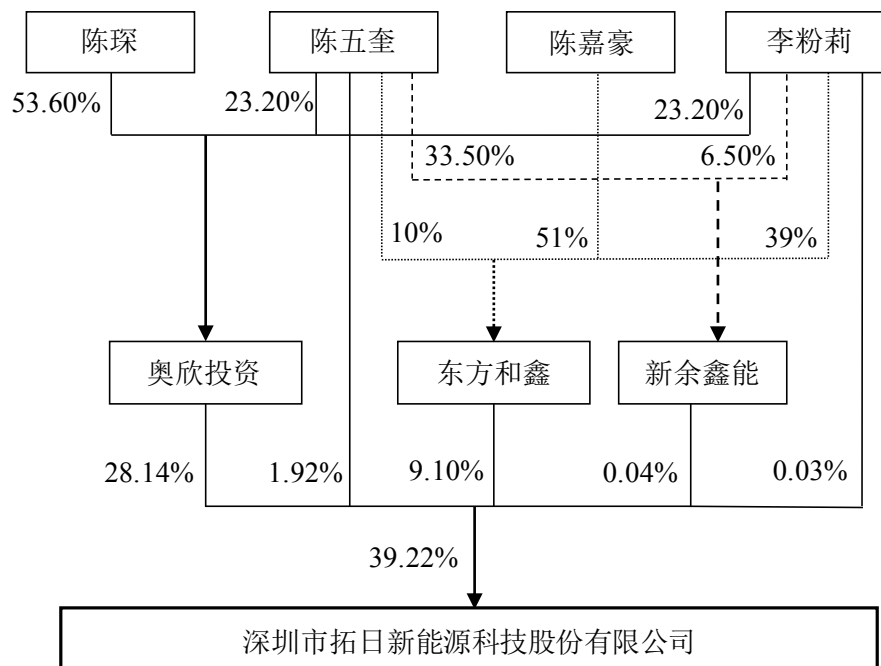 陈琛
陈五奎
陈嘉豪
李粉莉
53.60%
23.20%
23.20%
33.50%
6.50%
10%
51%
39%
奥欣投资
东方和鑫
新余鑫能
28.14%
1.92%
9.10%
0.04%
0.03%
39.22%
深圳市拓日新能源科技股份有限公司